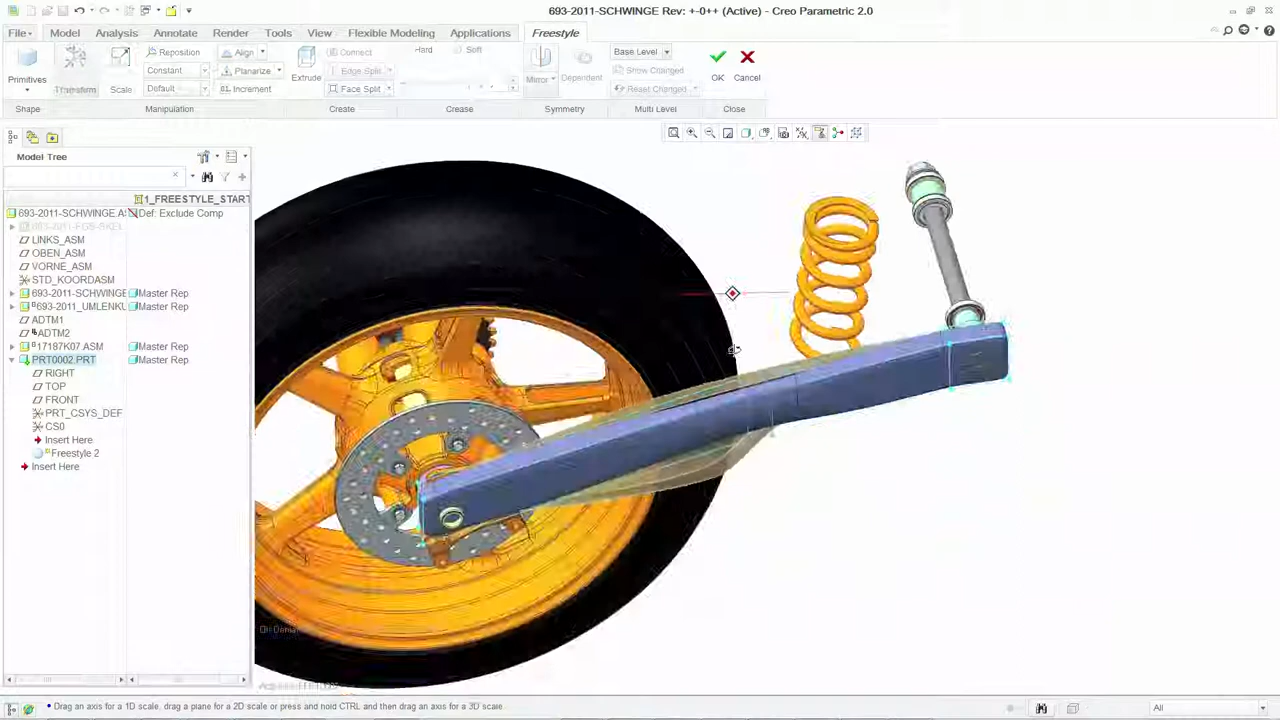 693-2011-SCHWINGE Rev: +-0++ (Active) - Creo Parametric 2.0
File Model Analysis Annotate Render Tools View Flexible Modeling Applications Freestyle
Primitives Transform Scale Reposition Align Extrude Connect Hard Soft Mirror Dependent Base Level OK Cancel
Constant Planarize Edge Split Show Changed
Default Increment Face Split Reset Changed
Shape Manipulation Create Crease Symmetry Multi Level Close
Model Tree
1_FREESTYLE_START
693-2011-SCHWINGE.AS Def: Exclude Comp
LINKS_ASM
OBEN_ASM
VORNE_ASM
STD_KOORDASM
693-2011-SCHWINGE Master Rep
693-2011_UMLENKU Master Rep
ADTM1
ADTM2
17187K07.ASM Master Rep
PRT0002.PRT Master Rep
RIGHT
TOP
FRONT
PRT_CSYS_DEF
CS0
Insert Here
Freestyle 2
Insert Here
• Drag an axis for a 1D scale, drag a plane for a 2D scale or press and hold CTRL and then drag an axis for a 3D scale.
All